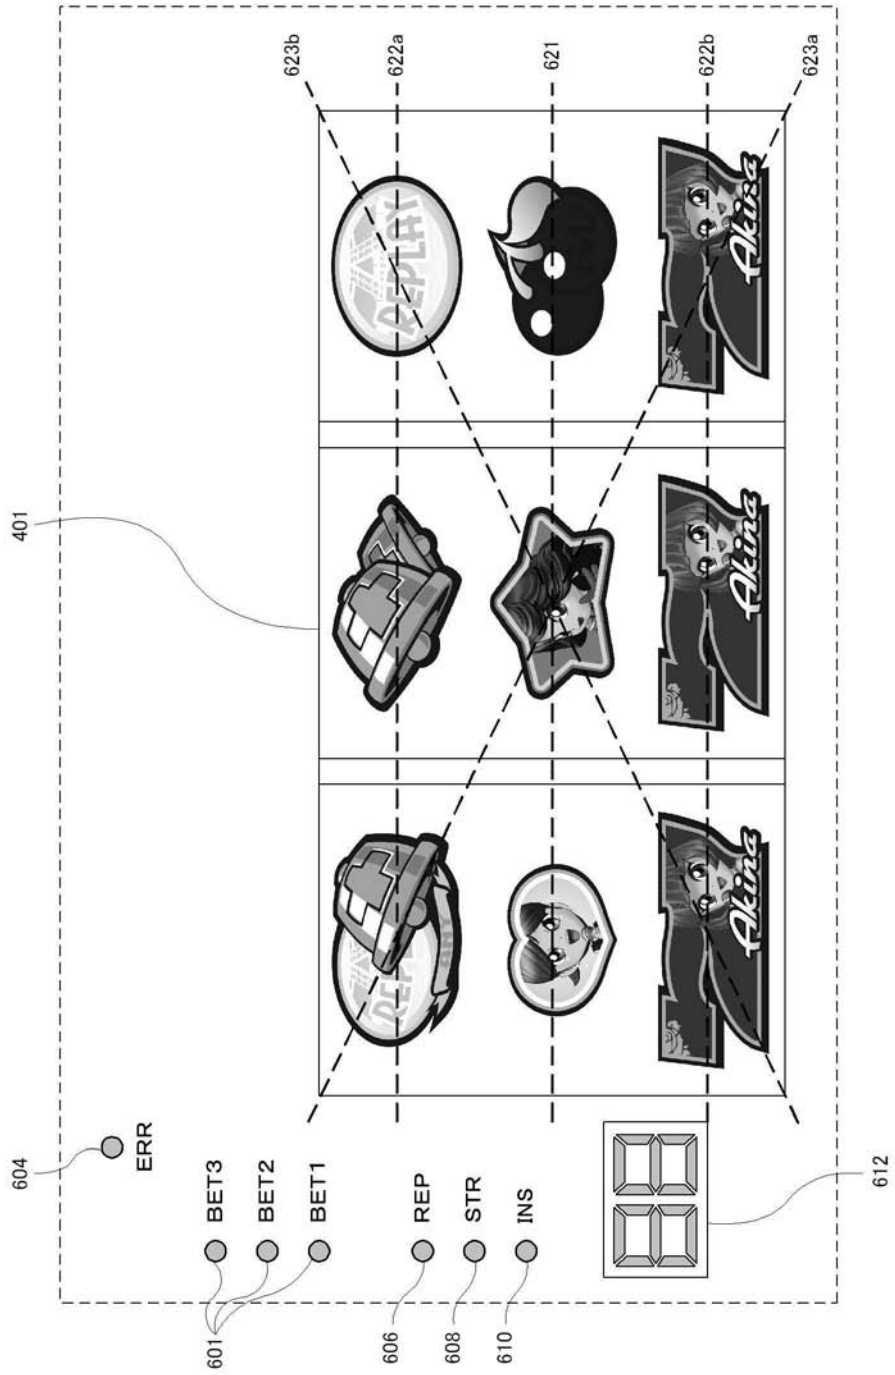 604
401
ERR
601
BET3
BET2
BET1
606
REP
608
STR
610
INS
623b
622a
621
622b
623a
REPLAY
Akina
Akina
Akina
88
612